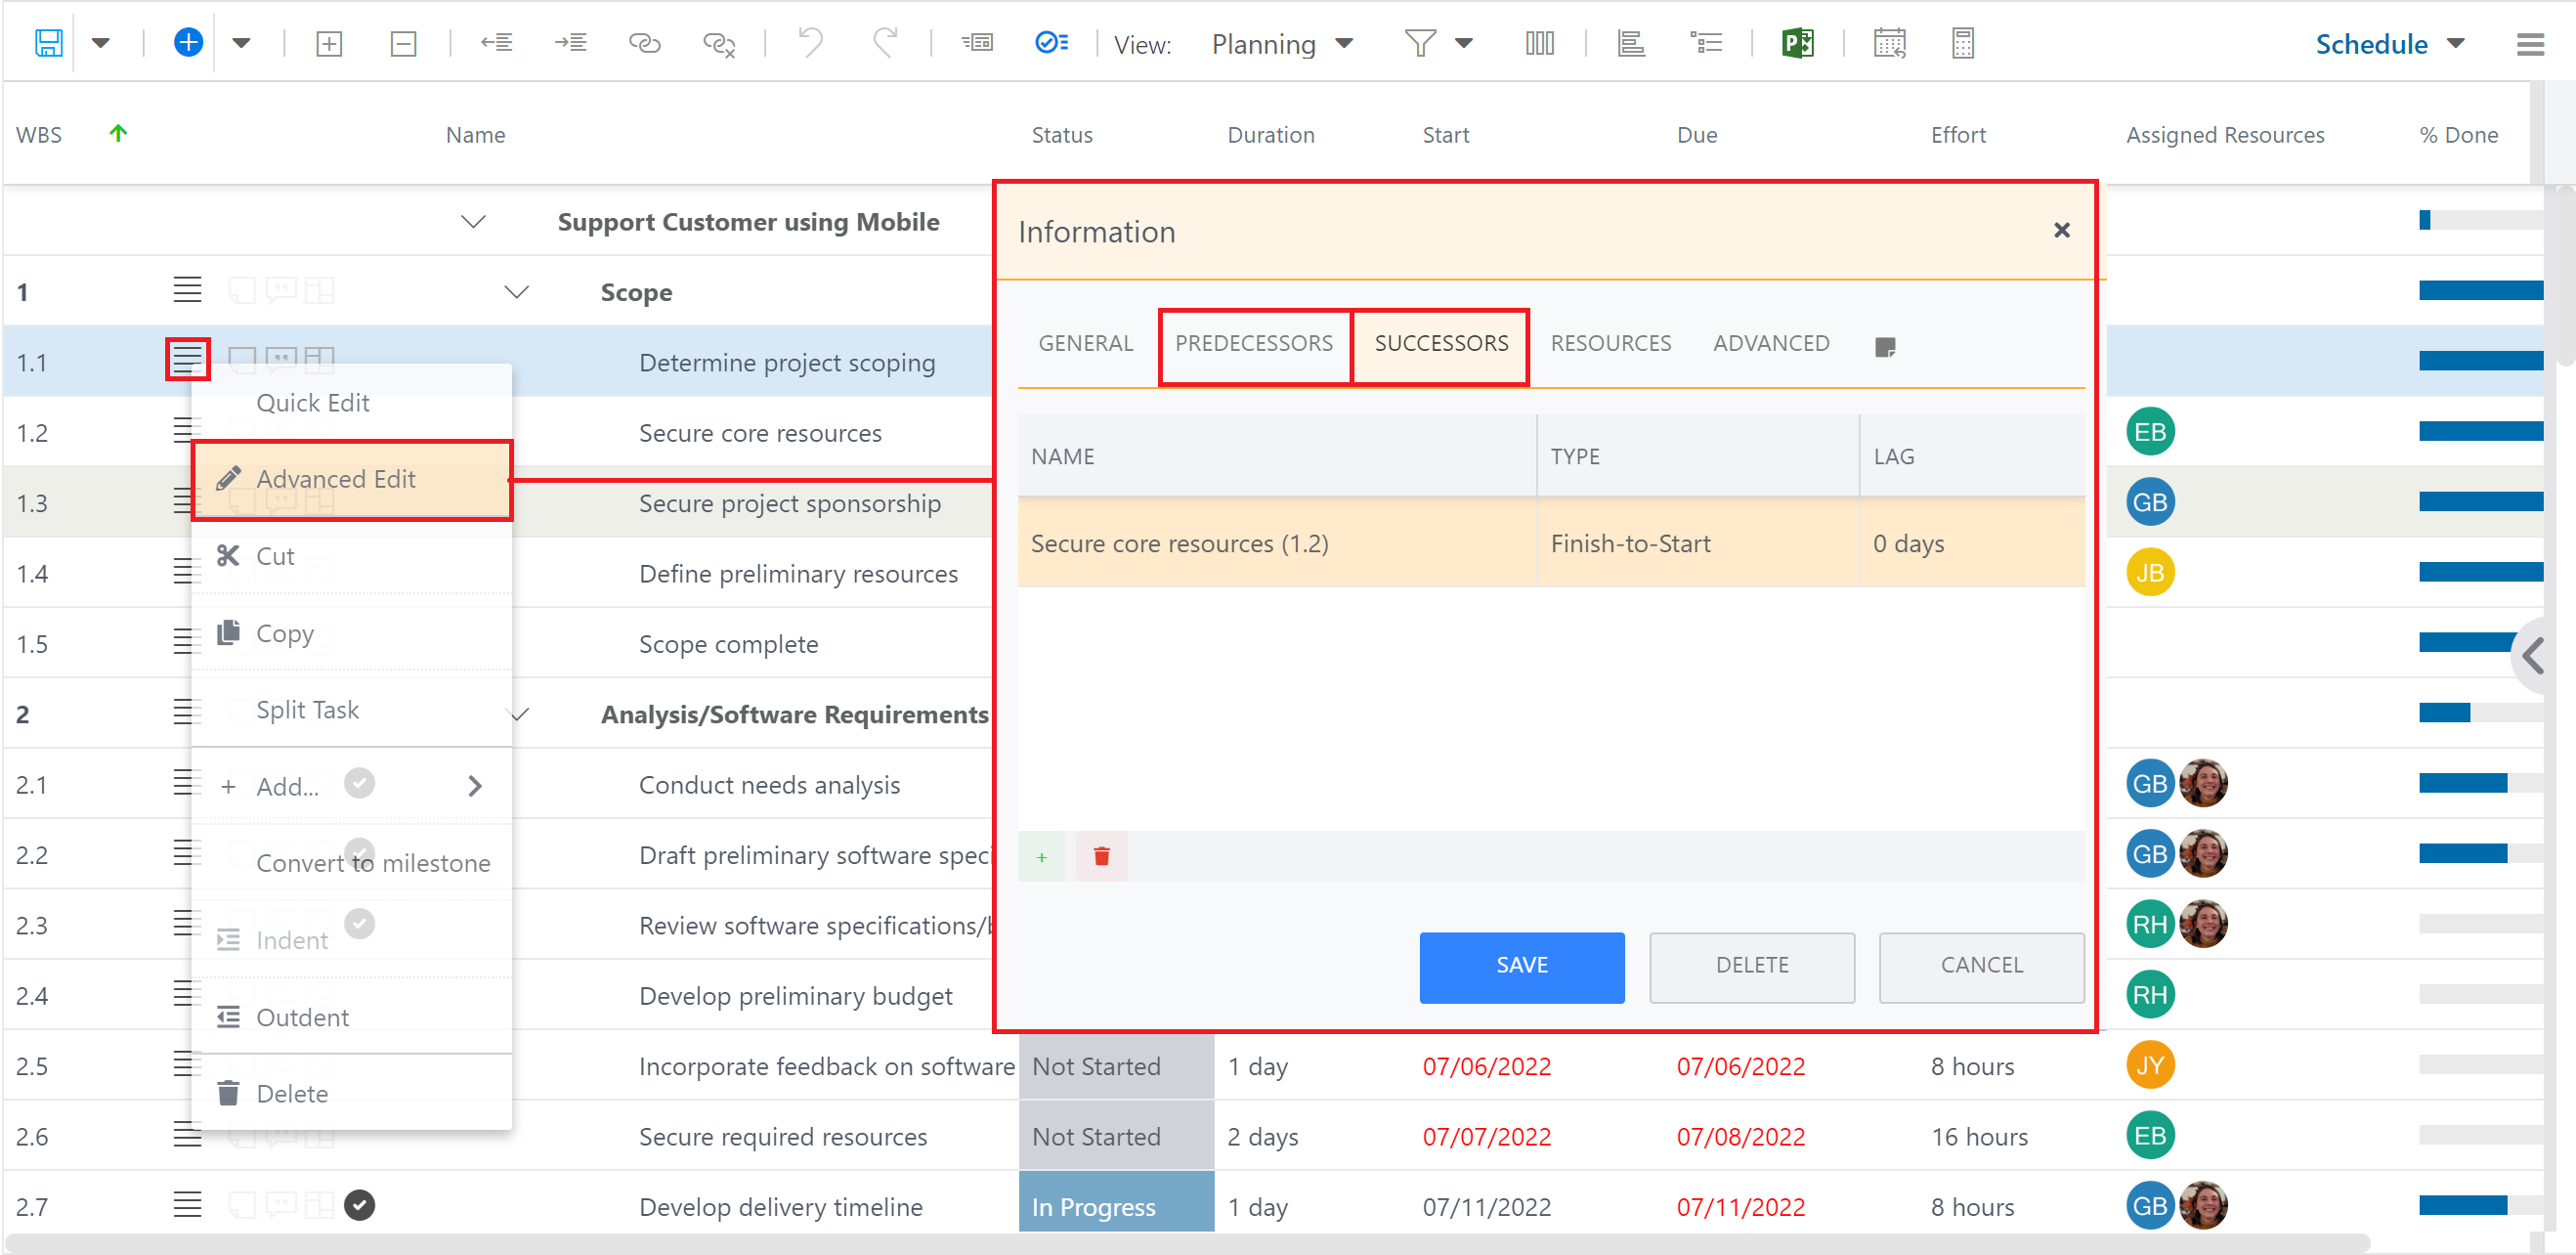 View: Planning Schedule
WBS Name Status Duration Start Due Effort Assigned Resources % Done
Support Customer using Mobile
1 Scope
1.1 Determine project scoping
1.2 Secure core resources EB
1.3 Secure project sponsorship GB
1.4 Define preliminary resources JB
1.5 Scope complete
2 Analysis/Software Requirements
2.1 Conduct needs analysis GB
2.2 Draft preliminary software speci GB
2.3 Review software specifications/b RH
2.4 Develop preliminary budget RH
2.5 Incorporate feedback on software Not Started 1 day 07/06/2022 07/06/2022 8 hours JY
2.6 Secure required resources Not Started 2 days 07/07/2022 07/08/2022 16 hours EB
2.7 Develop delivery timeline In Progress 1 day 07/11/2022 07/11/2022 8 hours GB
Quick Edit
Advanced Edit
Cut
Copy
Split Task
+ Add...
Convert to milestone
Indent
Outdent
Delete
Information
GENERAL PREDECESSORS SUCCESSORS RESOURCES ADVANCED
NAME TYPE LAG
Secure core resources (1.2) Finish-to-Start 0 days
+
SAVE DELETE CANCEL